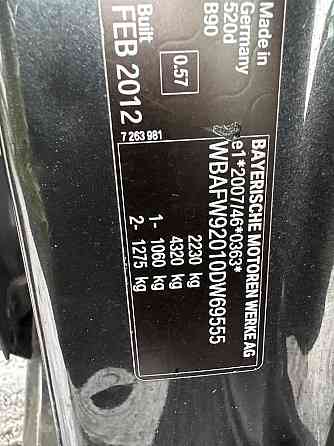 BAYERISCHE MOTOREN WERKE AG
e1*2007/46*0363*
WBAFW92010DW69555
2230 kg
4320 kg
1- 1060 kg
2- 1275 kg
Made in
Germany
520d
B90
0.57
Built
FEB 2012
7 263 981